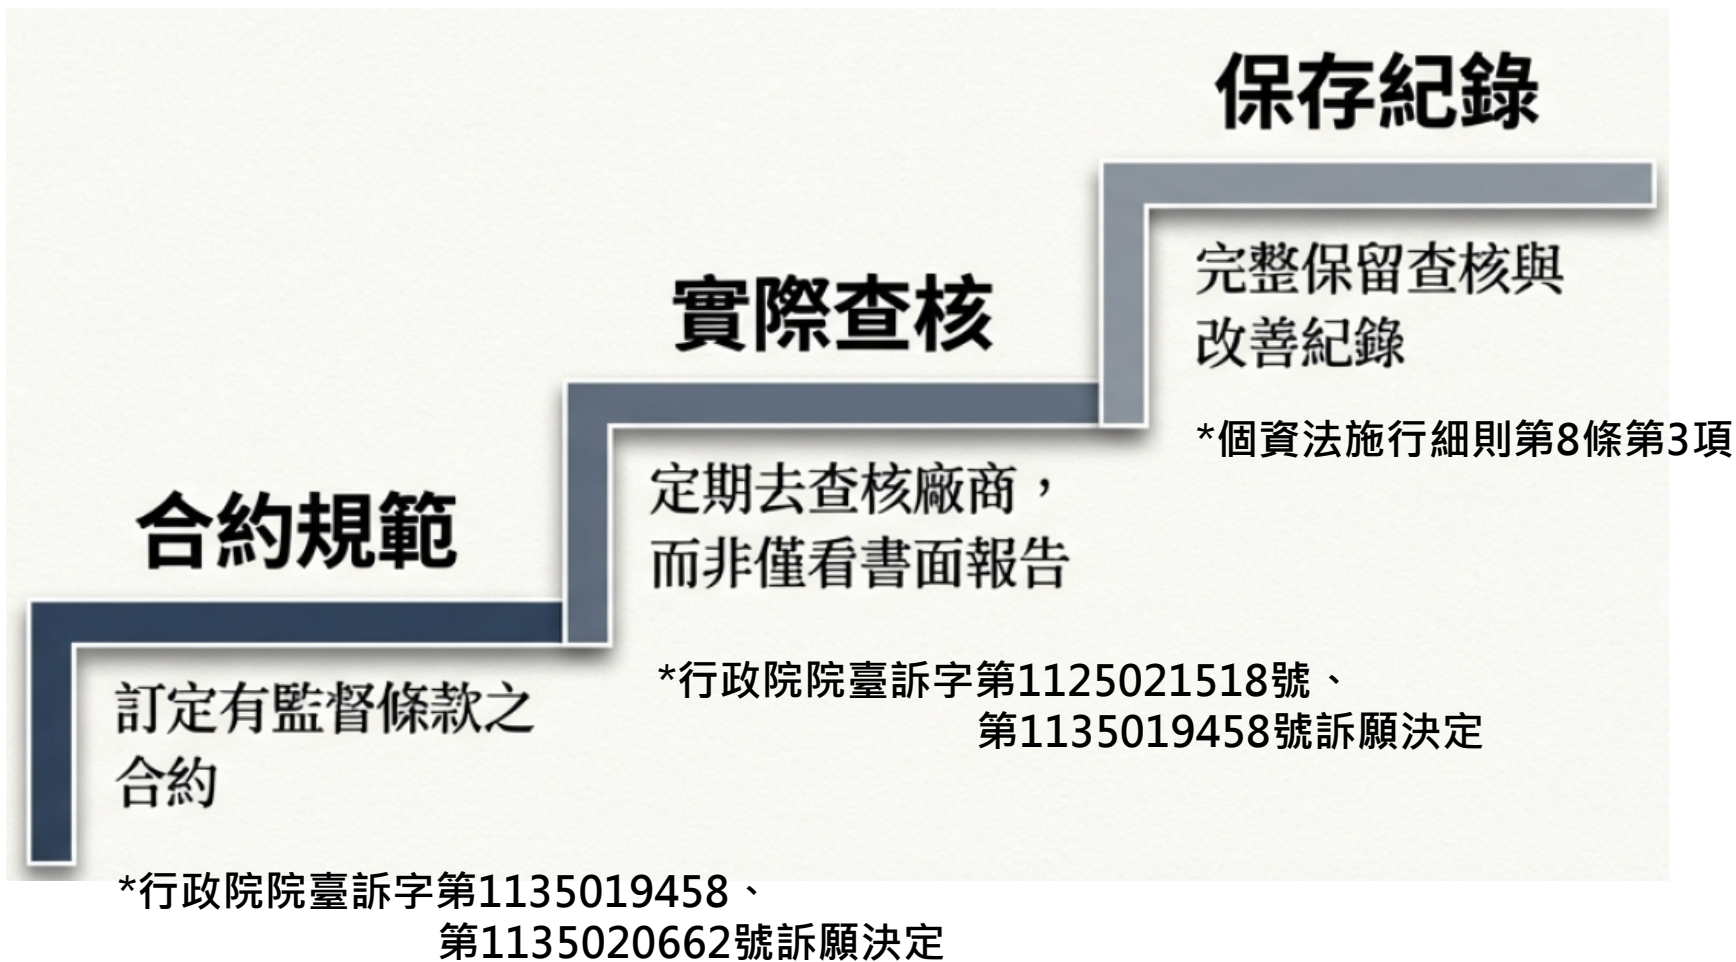 合約規範
訂定有監督條款之
合約
*行政院院臺訴字第1135019458、
第1135020662號訴願決定
實際查核
定期去查核廠商，
而非僅看書面報告
*行政院院臺訴字第1125021518號、
第1135019458號訴願決定
保存紀錄
完整保留查核與
改善紀錄
*個資法施行細則第8條第3項